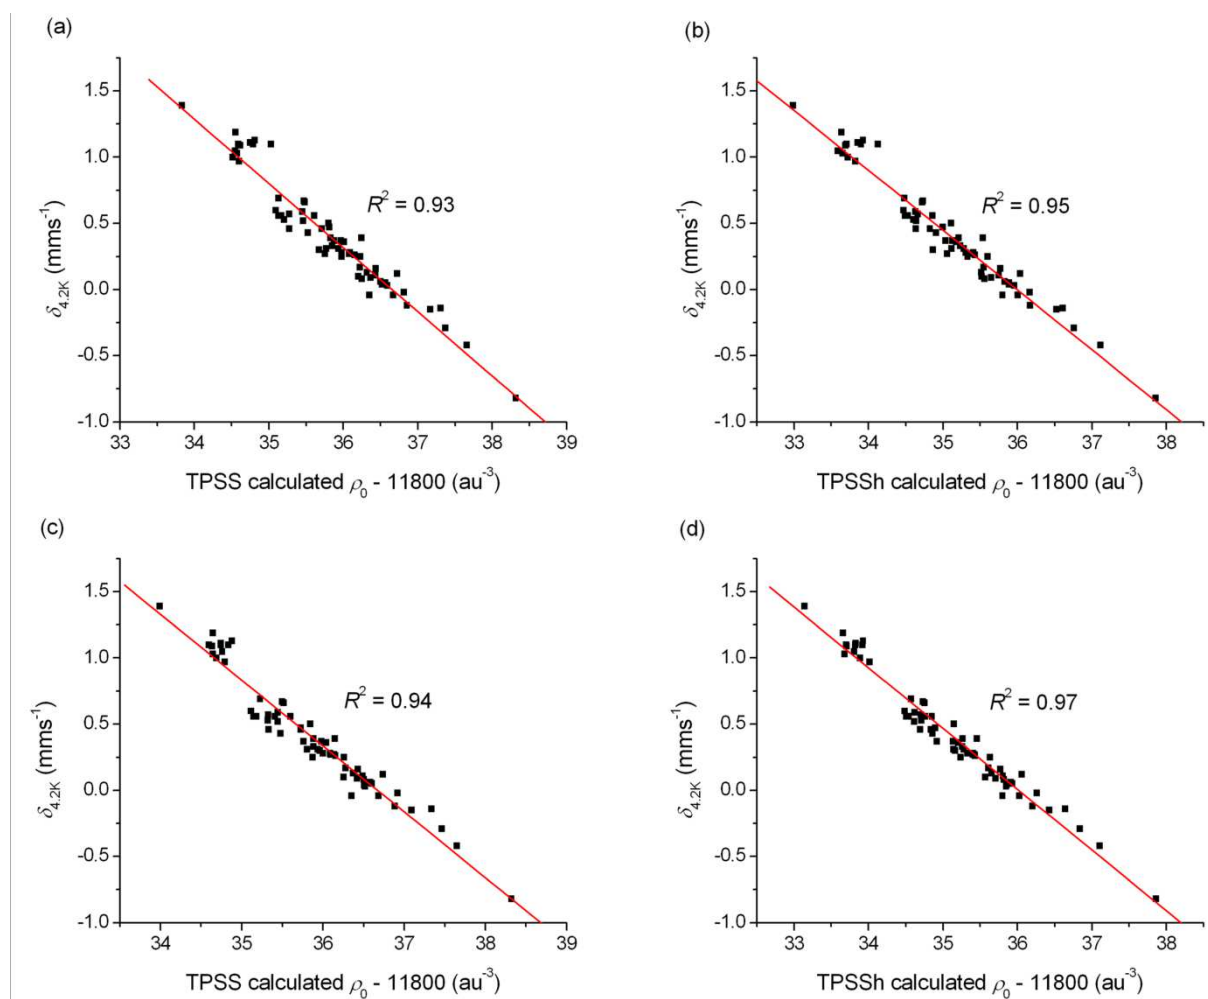 (a)
1.5
1.0
0.5
0.0
-0.5
-1.0
δ4.2K (mms-1)
R2 = 0.93
33 34 35 36 37 38 39
TPSS calculated ρ0 - 11800 (au-3)
(b)
1.5
1.0
0.5
0.0
-0.5
-1.0
δ4.2K (mms-1)
R2 = 0.95
33 34 35 36 37 38
TPSSh calculated ρ0 - 11800 (au-3)
(c)
1.5
1.0
0.5
0.0
-0.5
-1.0
δ4.2K (mms-1)
R2 = 0.94
34 35 36 37 38 39
TPSS calculated ρ0 - 11800 (au-3)
(d)
1.5
1.0
0.5
0.0
-0.5
-1.0
δ4.2K (mms-1)
R2 = 0.97
33 34 35 36 37 38
TPSSh calculated ρ0 - 11800 (au-3)